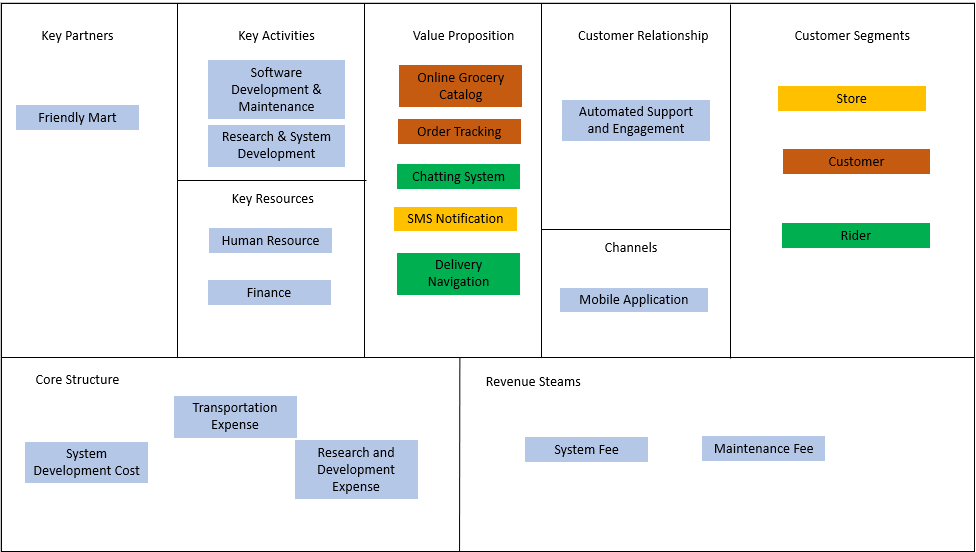 Key Partners
Friendly Mart
Key Activities
Software
Development &
Maintenance
Research & System
Development
Key Resources
Human Resource
Finance
Value Proposition
Online Grocery
Catalog
Order Tracking
Chatting System
SMS Notification
Delivery
Navigation
Customer Relationship
Automated Support
and Engagement
Channels
Mobile Application
Customer Segments
Store
Customer
Rider
Core Structure
Transportation
Expense
System
Development Cost
Research and
Development
Expense
Revenue Steams
System Fee
Maintenance Fee